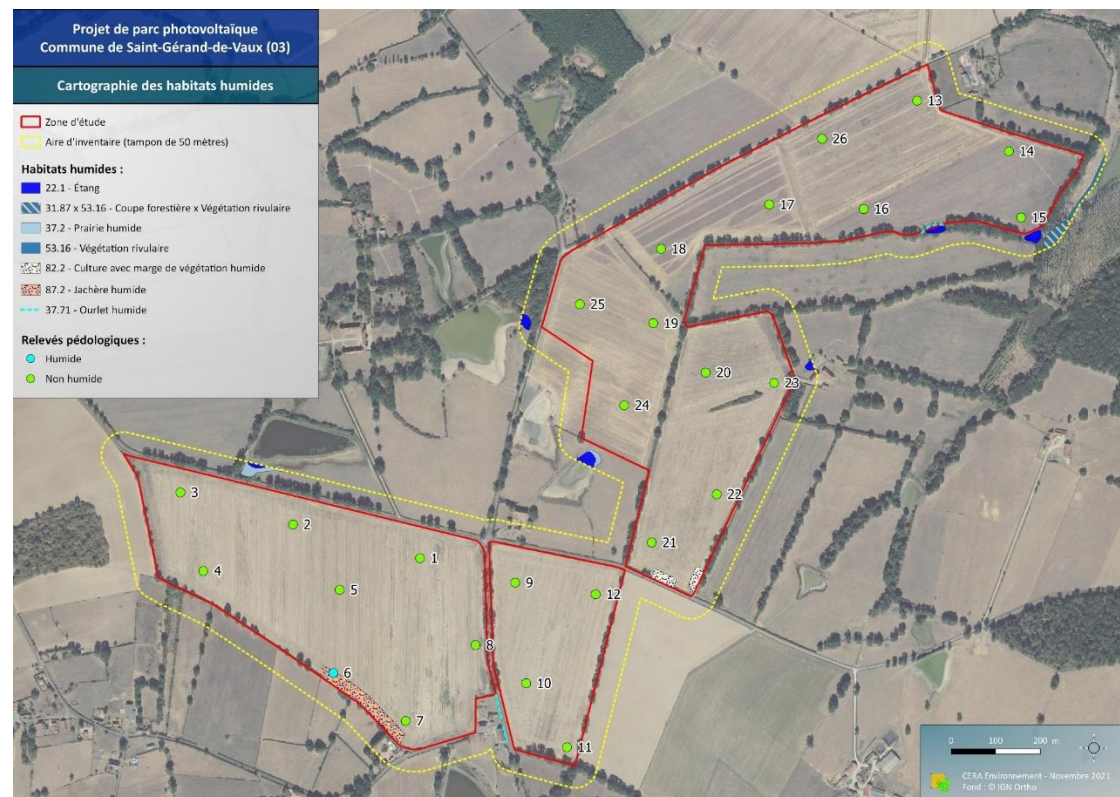 Projet de parc photovoltaïque
Commune de Saint-Gérand-de-Vaux (03)
Cartographie des habitats humides
Zone d'étude
Aire d'inventaire (tampon de 50 mètres)
Habitats humides :
22.1 - Étang
31.87 x 53.16 - Coupe forestière x Végétation rivulaire
37.2 - Prairie humide
53.16 - Végétation rivulaire
82.2 - Culture avec marge de végétation humide
87.2 - Jachère humide
37.71 - Ourlet humide
Relevés pédologiques :
Humide
Non humide
13
26
14
17
16
15
18
25
19
20
23
24
3
22
2
21
1
4
5
9
12
8
6
10
7
11
0 100 200 m
CERA Environnement - Novembre 2021
Fond : © IGN Ortho